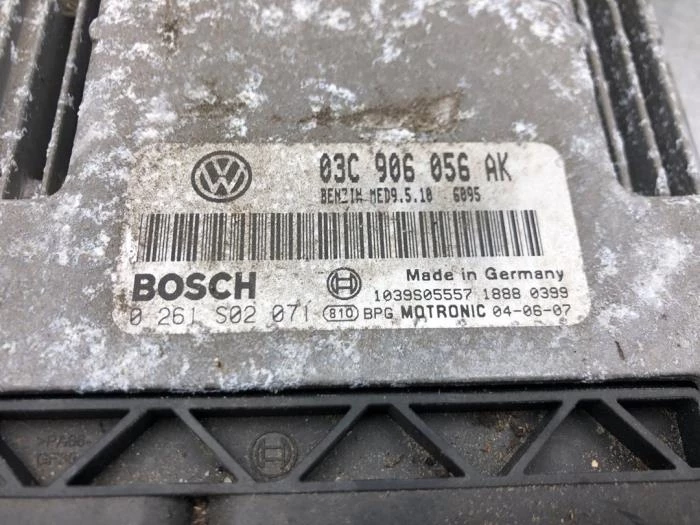 03C 906 056 AK
BENZIN MED9.5.10 6095
BOSCH Made in Germany
1039S05557 1888 0399
0 261 S02 071 810 BPG MOTRONIC 04-06-07
>PA66-